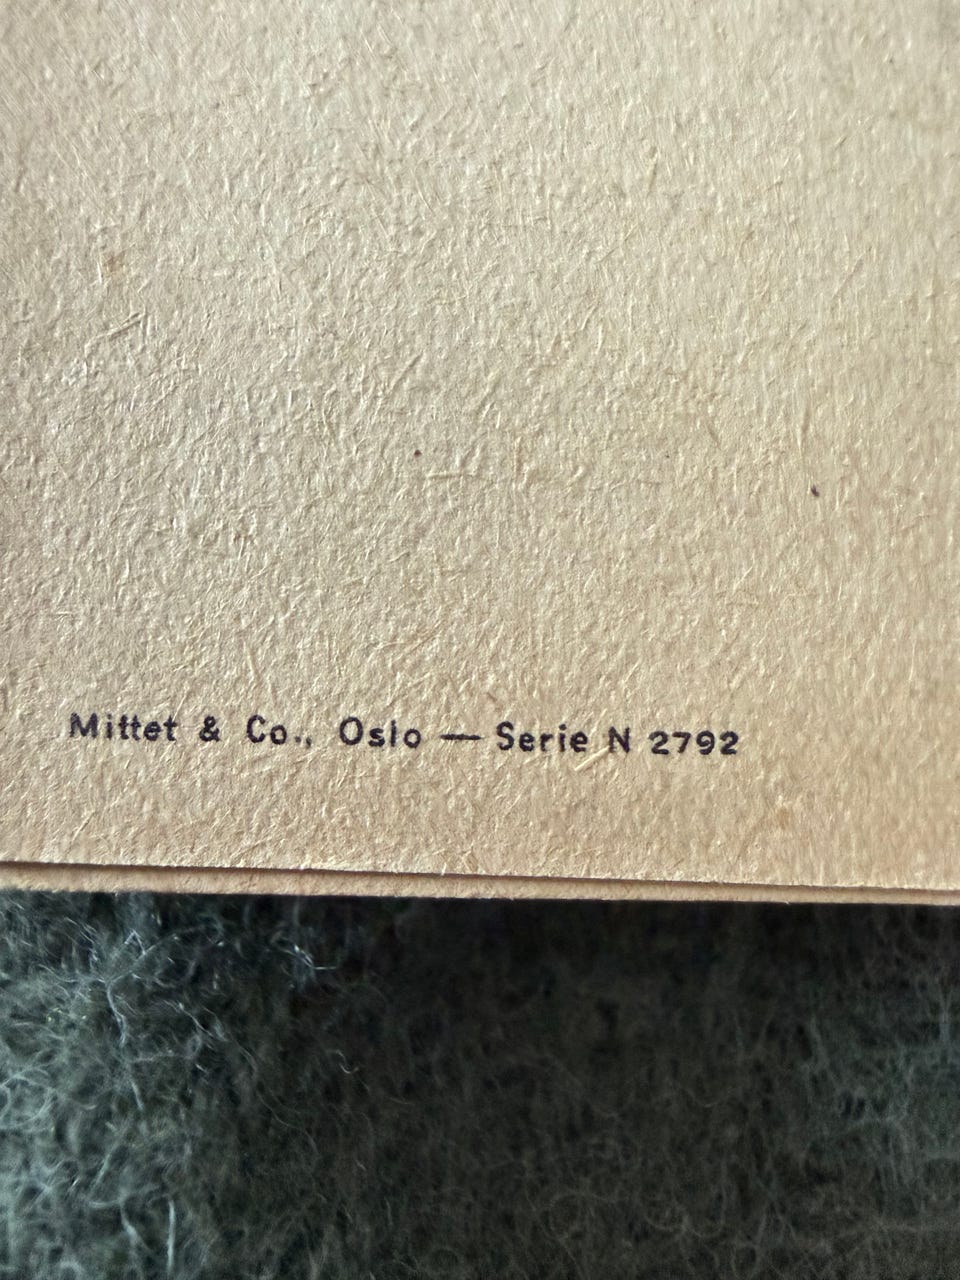 Mittet & Co., Oslo — Serie N 2792